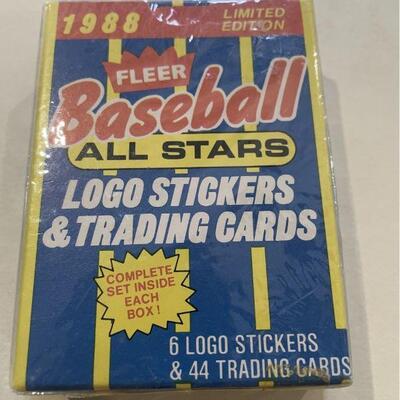 1988 LIMITED
EDITION
FLEER
Baseball
ALL STARS
LOGO STICKERS
& TRADING CARDS
COMPLETE
SET INSIDE
EACH
BOX!
6 LOGO STICKERS
& 44 TRADING CARDS